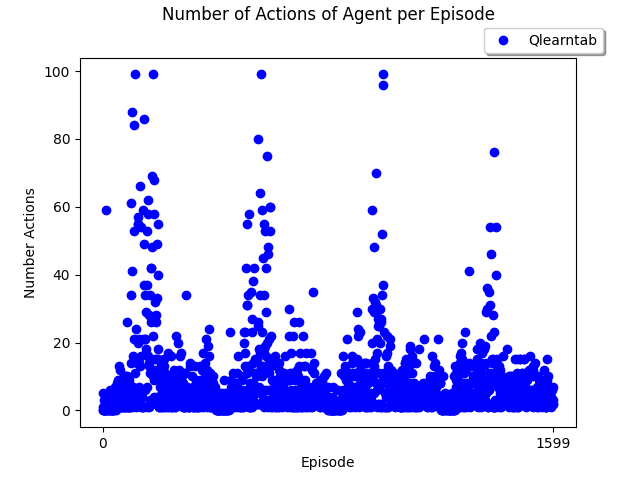 Number of Actions of Agent per Episode
Qlearntab
100
80
60
40
20
0
Number Actions
0
1599
Episode